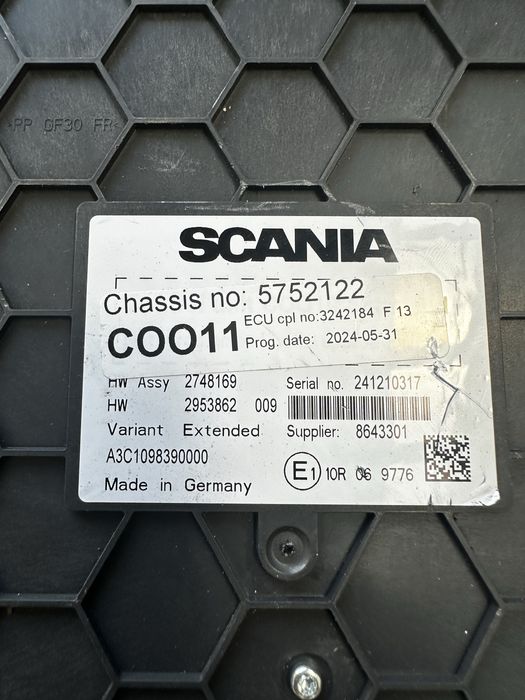 >PP GF30 FR<
SCANIA
Chassis no: 5752122
COO11 ECU cpl no:3242184 F 13
Prog. date: 2024-05-31
HW Assy 2748169 Serial no. 241210317
HW 2953862 009
Variant Extended Supplier: 8643301
A3C1098390000
E1 10R 06 9776
Made in Germany